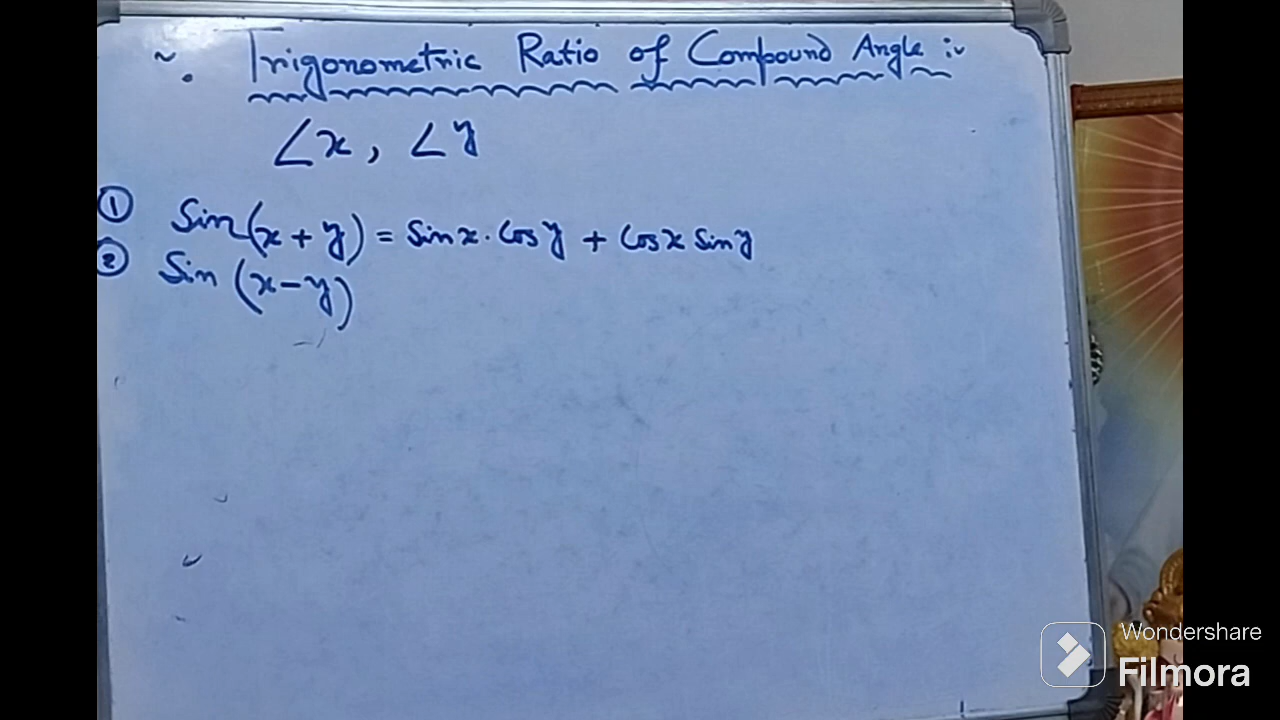 ~. Trigonometric Ratio of Compound Angle :~
∠x, ∠y
① Sin(x + y) = Sin x · Cos y + Cos x Sin y
② Sin (x - y)
Wondershare
Filmora